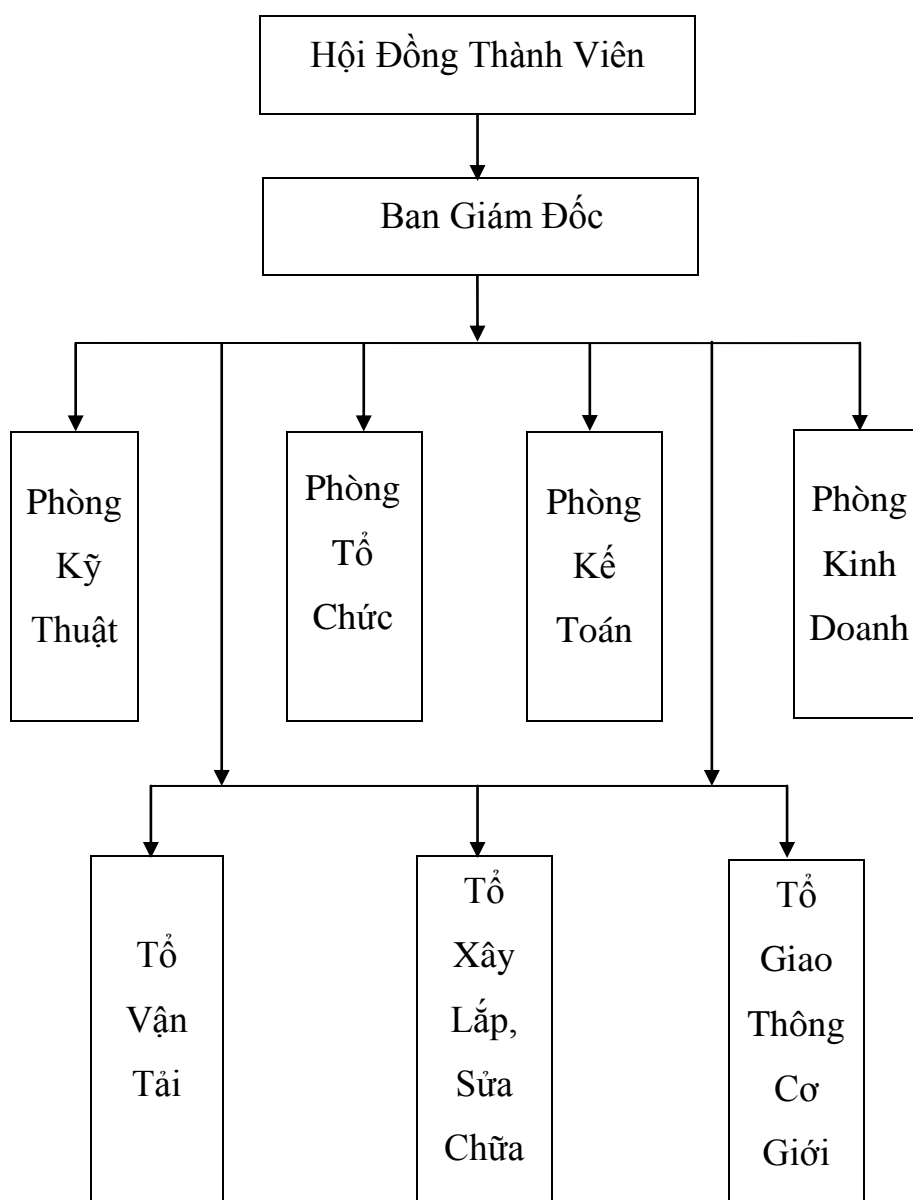 Hội Đồng Thành Viên
Ban Giám Đốc
Phòng
Kỹ
Thuật
Phòng
Tổ
Chức
Phòng
Kế
Toán
Phòng
Kinh
Doanh
Tổ
Vận
Tải
Tổ
Xây
Lắp,
Sửa
Chữa
Tổ
Giao
Thông
Cơ
Giới